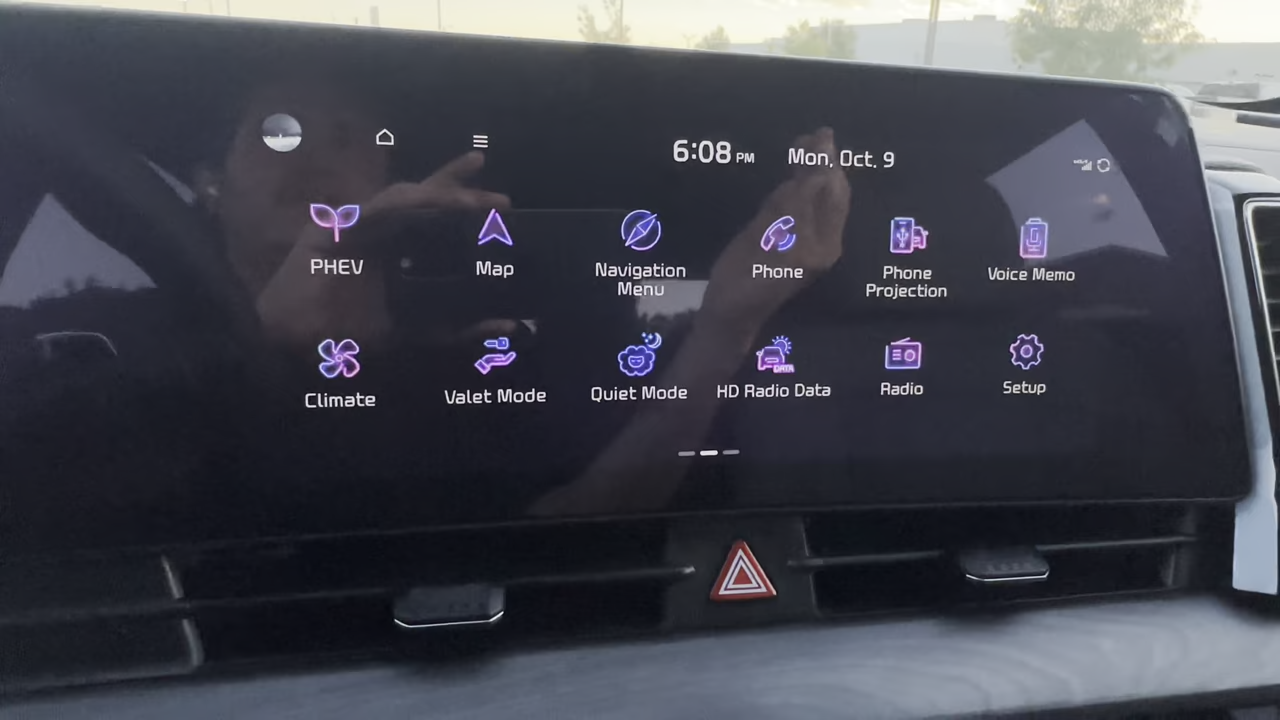 6:08 PM Mon, Oct. 9
PHEV
Map
Navigation
Menu
Phone
Phone
Projection
Voice Memo
Climate
Valet Mode
Quiet Mode
HD Radio Data
DATA
Radio
Setup